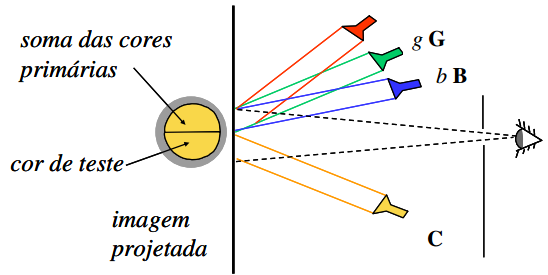 soma das cores
primárias
cor de teste
imagem
projetada
g G
b B
C